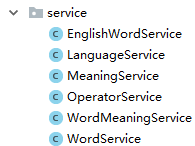 service
C EnglishWordService
C LanguageService
C MeaningService
C OperatorService
C WordMeaningService
C WordService